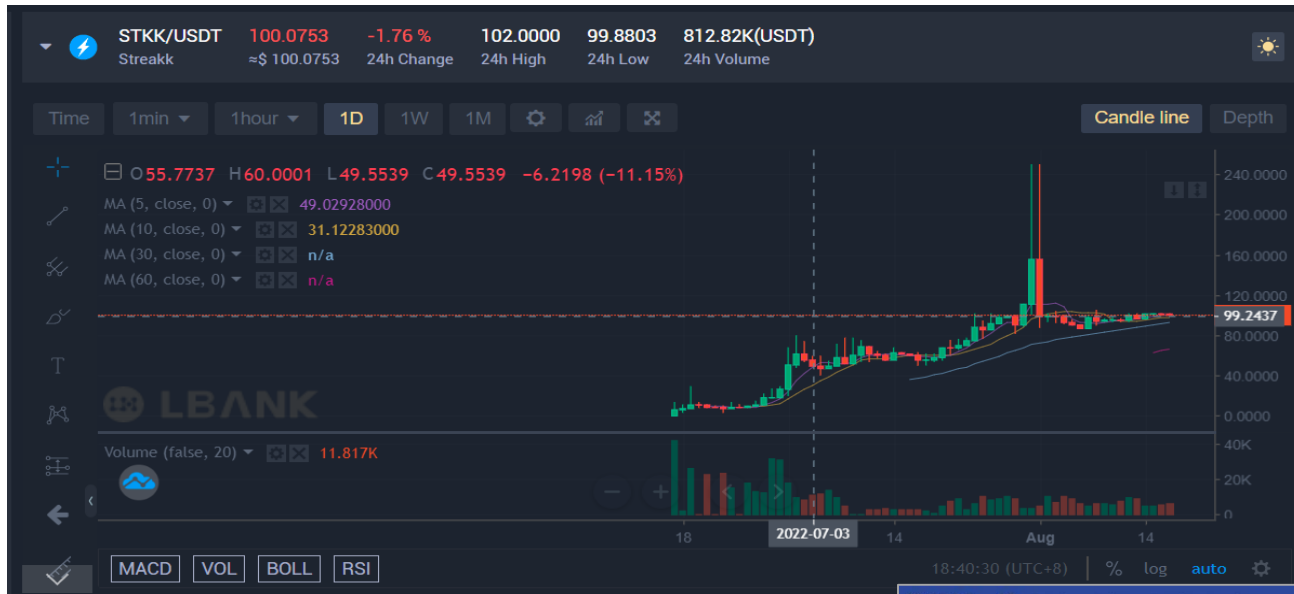 STKK/USDT 100.0753 -1.76 % 102.0000 99.8803 812.82K(USDT)
Streakk ≈$ 100.0753 24h Change 24h High 24h Low 24h Volume
Time 1min 1hour 1D 1W 1M Candle line Depth
O55.7737 H60.0001 L49.5539 C49.5539 −6.2198 (−11.15%)
MA (5, close, 0) 49.02928000
MA (10, close, 0) 31.12283000
MA (30, close, 0) n/a
MA (60, close, 0) n/a
240.0000
200.0000
160.0000
120.0000
99.2437
80.0000
40.0000
0.0000
LBANK
Volume (false, 20) 11.817K
40K
20K
0
18 2022-07-03 14 Aug 14
MACD VOL BOLL RSI 18:40:30 (UTC+8) % log auto